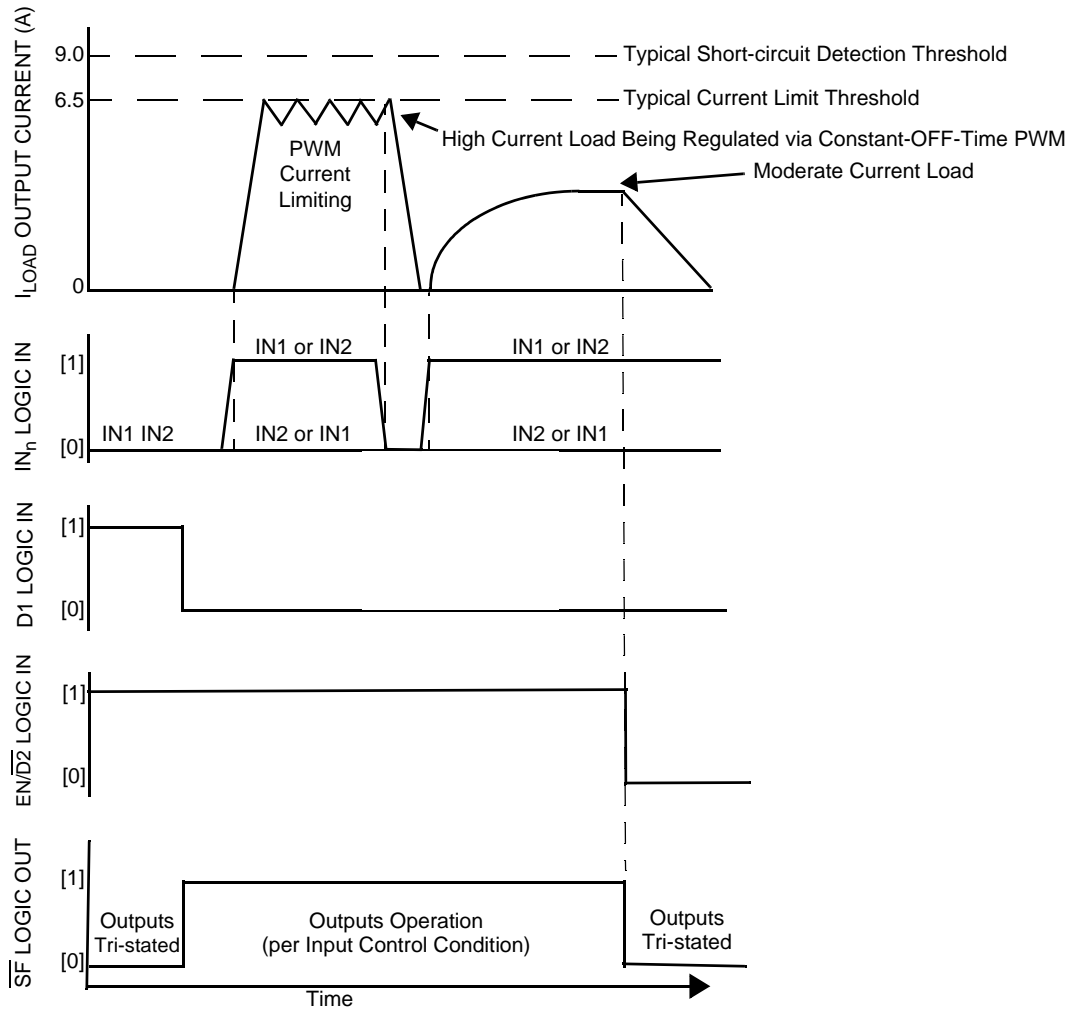 I_LOAD OUTPUT CURRENT (A)
9.0
6.5
0
Typical Short-circuit Detection Threshold
Typical Current Limit Threshold
High Current Load Being Regulated via Constant-OFF-Time PWM
Moderate Current Load
PWM
Current
Limiting
IN_n LOGIC IN
[1]
[0]
IN1 IN2
IN1 or IN2
IN2 or IN1
IN1 or IN2
IN2 or IN1
D1 LOGIC IN
[1]
[0]
EN/D2 LOGIC IN
[1]
[0]
SF LOGIC OUT
[1]
[0]
Outputs
Tri-stated
Outputs Operation
(per Input Control Condition)
Outputs
Tri-stated
Time